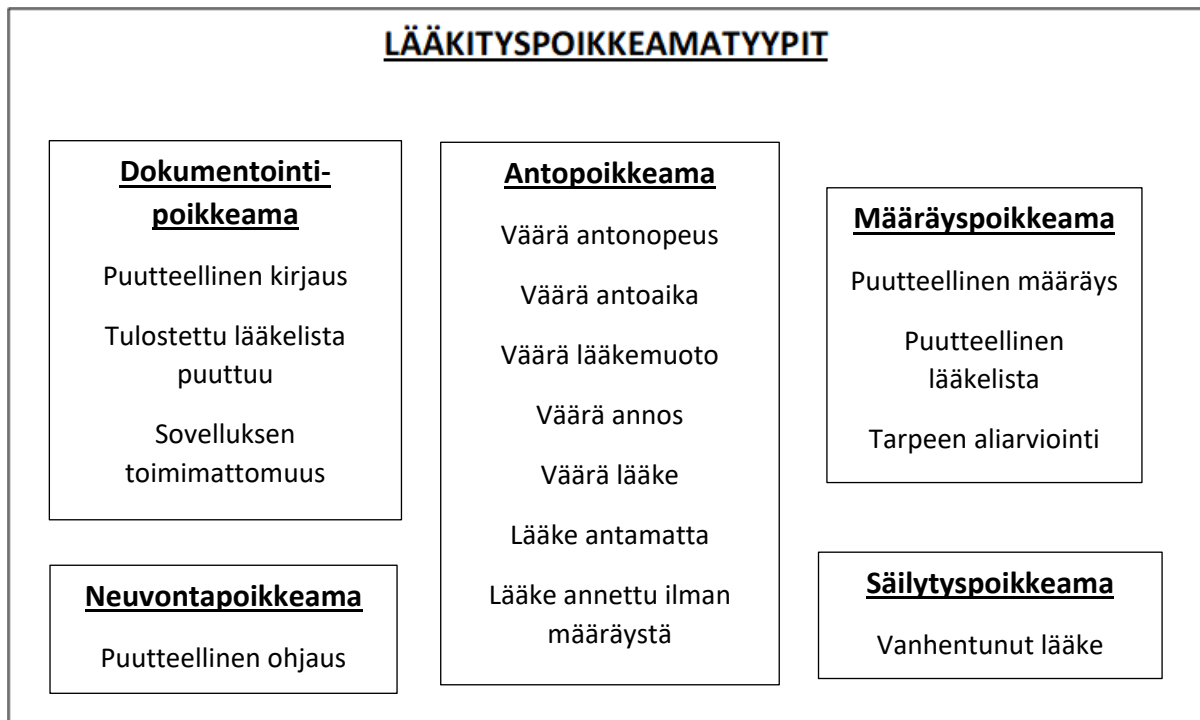 LÄÄKITYSPOIKKEAMATYYPIT
Dokumentointi-
poikkeama
Puutteellinen kirjaus
Tulostettu lääkelista
puuttuu
Sovelluksen
toimimattomuus
Neuvontapoikkeama
Puutteellinen ohjaus
Antopoikkeama
Väärä antonopeus
Väärä antoaika
Väärä lääkemuoto
Väärä annos
Väärä lääke
Lääke antamatta
Lääke annettu ilman
määräystä
Määräyspoikkeama
Puutteellinen määräys
Puutteellinen
lääkelista
Tarpeen aliarviointi
Säilytyspoikkeama
Vanhentunut lääke